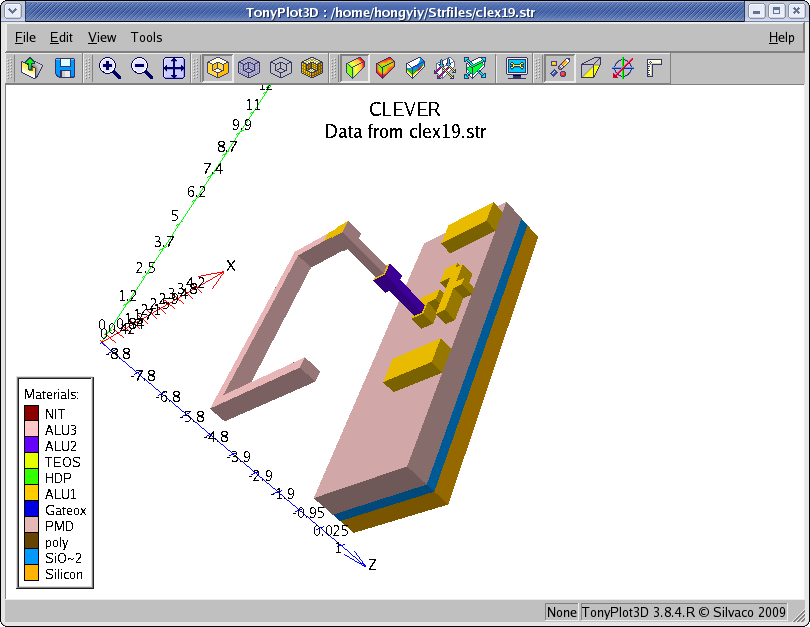 TonyPlot3D : /home/hongyiy/Strfiles/clex19.str
File Edit View Tools Help
CLEVER
Data from clex19.str
12
11
9.9
8.7
7.4
6.2
5
3.7
2.5
1.2
0
X
-8.8
-7.8
-6.8
-5.8
-4.8
-3.9
-2.9
-1.9
-0.95
0.025
1
Z
Materials:
NIT
ALU3
ALU2
TEOS
HDP
ALU1
Gateox
PMD
poly
SiO~2
Silicon
None TonyPlot3D 3.8.4.R © Silvaco 2009